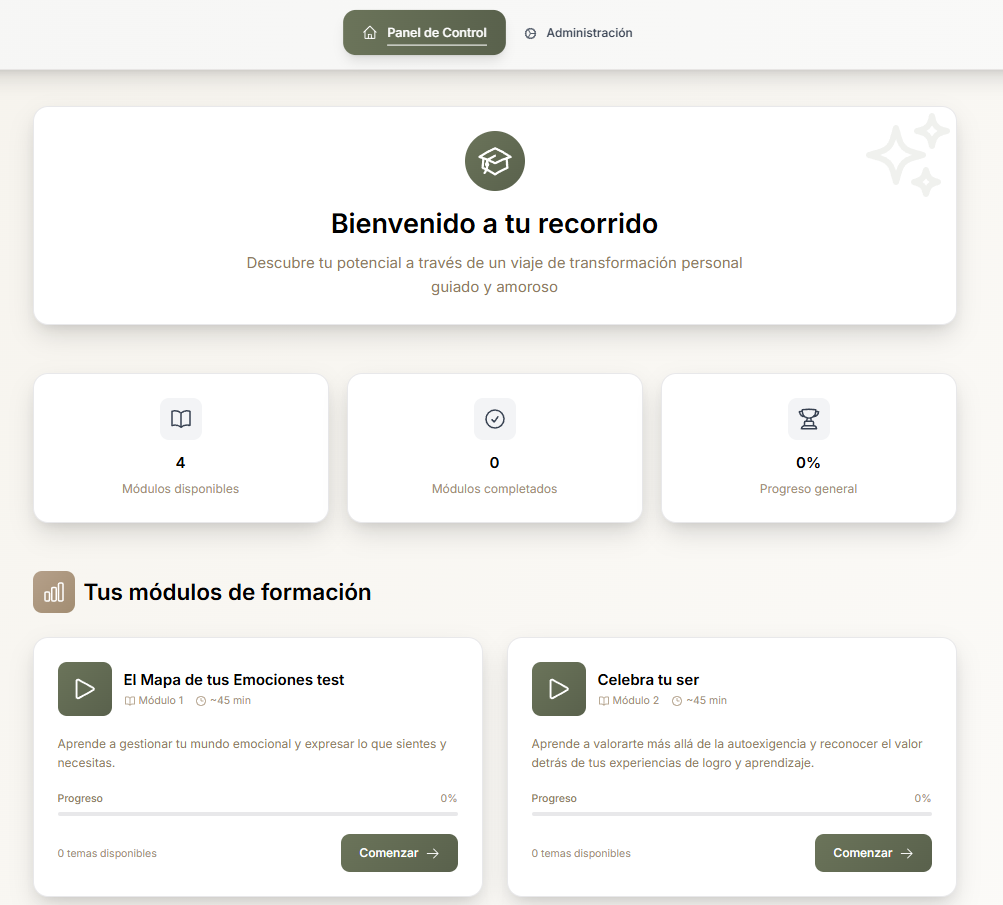 Panel de Control
Administración
Bienvenido a tu recorrido
Descubre tu potencial a través de un viaje de transformación personal
guiado y amoroso
4
Módulos disponibles
0
Módulos completados
0%
Progreso general
Tus módulos de formación
El Mapa de tus Emociones test
Módulo 1 ~45 min
Aprende a gestionar tu mundo emocional y expresar lo que sientes y
necesitas.
Progreso 0%
0 temas disponibles
Comenzar
Celebra tu ser
Módulo 2 ~45 min
Aprende a valorarte más allá de la autoexigencia y reconocer el valor
detrás de tus experiencias de logro y aprendizaje.
Progreso 0%
0 temas disponibles
Comenzar